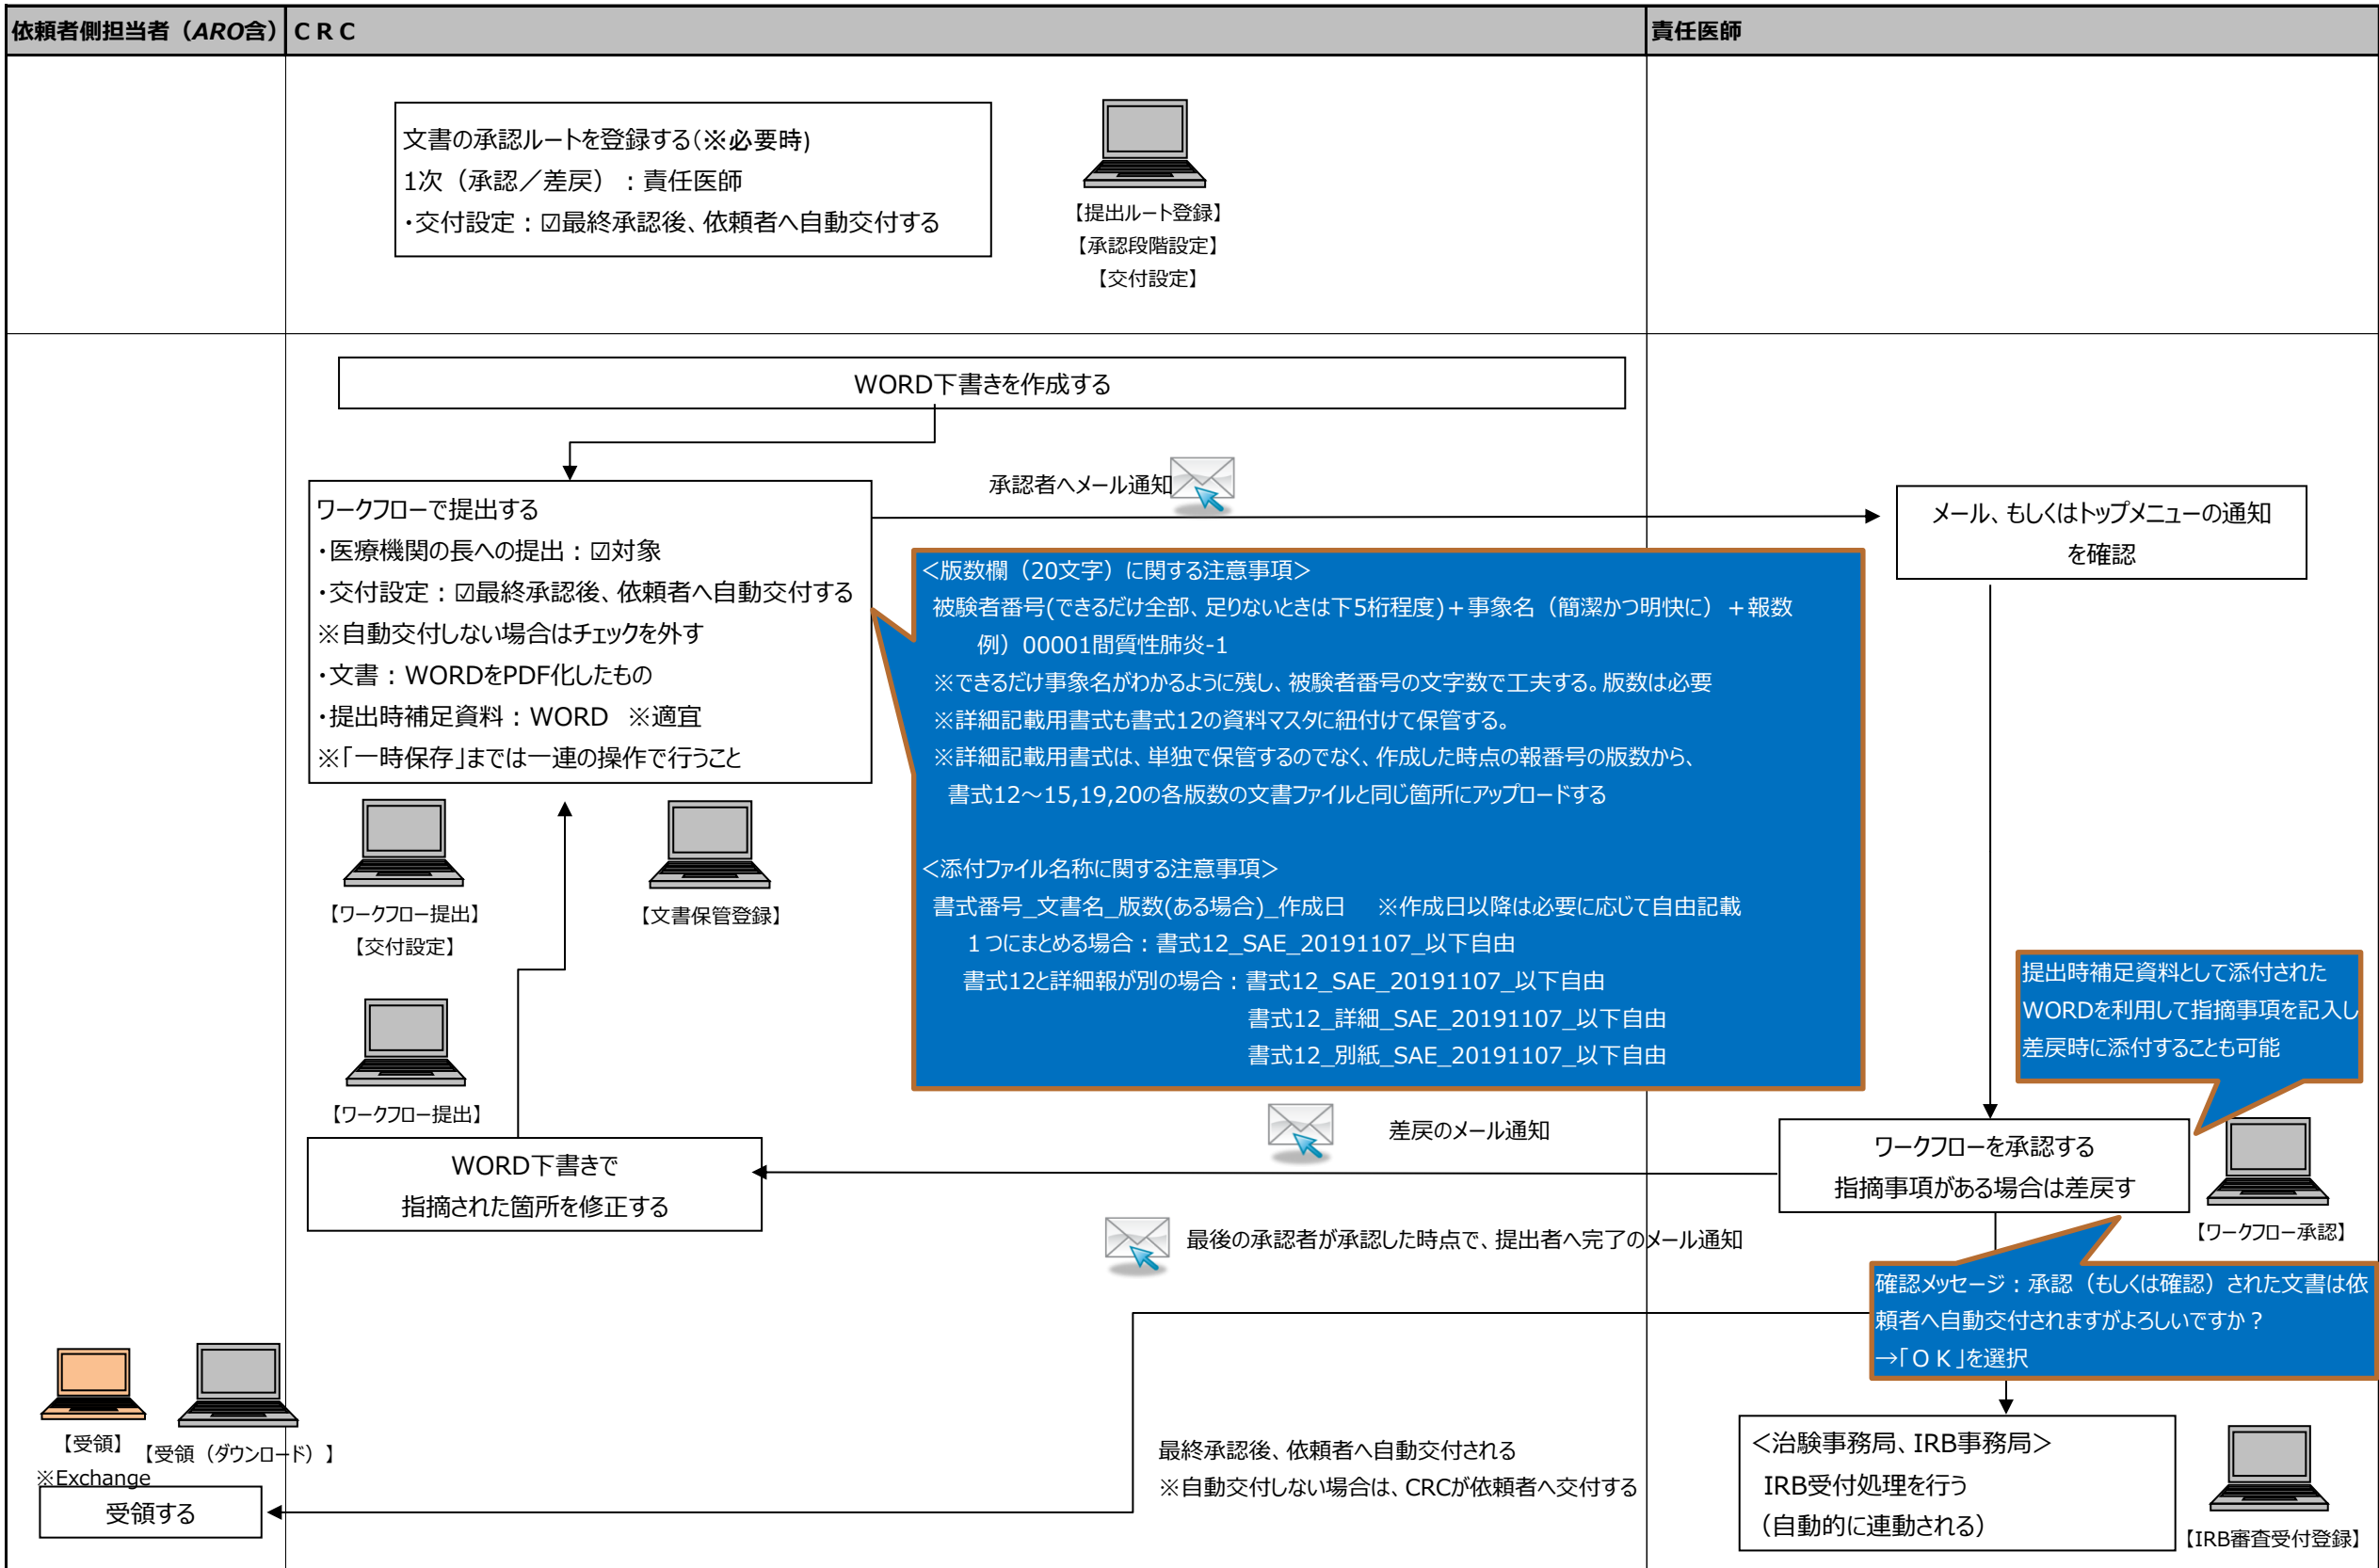 依頼者側担当者（ARO含）
ＣＲＣ
責任医師
文書の承認ルートを登録する(※必要時)
1次（承認／差戻）：責任医師
・交付設定：☑最終承認後、依頼者へ自動交付する
【提出ルート登録】
【承認段階設定】
【交付設定】
WORD下書きを作成する
承認者へメール通知
ワークフローで提出する
・医療機関の長への提出：☑対象
・交付設定：☑最終承認後、依頼者へ自動交付する
※自動交付しない場合はチェックを外す
・文書：WORDをPDF化したもの
・提出時補足資料：WORD　※適宜
※「一時保存」までは一連の操作で行うこと
メール、もしくはトップメニューの通知
を確認
＜版数欄（20文字）に関する注意事項＞
被験者番号(できるだけ全部、足りないときは下5桁程度)＋事象名（簡潔かつ明快に）＋報数
例）00001間質性肺炎-1
※できるだけ事象名がわかるように残し、被験者番号の文字数で工夫する。版数は必要
※詳細記載用書式も書式12の資料マスタに紐付けて保管する。
※詳細記載用書式は、単独で保管するのでなく、作成した時点の報番号の版数から、
書式12～15,19,20の各版数の文書ファイルと同じ箇所にアップロードする
＜添付ファイル名称に関する注意事項＞
書式番号_文書名_版数(ある場合)_作成日　※作成日以降は必要に応じて自由記載
１つにまとめる場合：書式12_SAE_20191107_以下自由
書式12と詳細報が別の場合：書式12_SAE_20191107_以下自由
書式12_詳細_SAE_20191107_以下自由
書式12_別紙_SAE_20191107_以下自由
【ワークフロー提出】
【交付設定】
【文書保管登録】
【ワークフロー提出】
提出時補足資料として添付された
WORDを利用して指摘事項を記入し
差戻時に添付することも可能
差戻のメール通知
WORD下書きで
指摘された箇所を修正する
ワークフローを承認する
指摘事項がある場合は差戻す
【ワークフロー承認】
最後の承認者が承認した時点で、提出者へ完了のメール通知
確認メッセージ：承認（もしくは確認）された文書は依
頼者へ自動交付されますがよろしいですか？
→「ＯＫ」を選択
【受領】
※Exchange
【受領（ダウンロード）】
受領する
最終承認後、依頼者へ自動交付される
※自動交付しない場合は、CRCが依頼者へ交付する
＜治験事務局、IRB事務局＞
IRB受付処理を行う
（自動的に連動される）
【IRB審査受付登録】